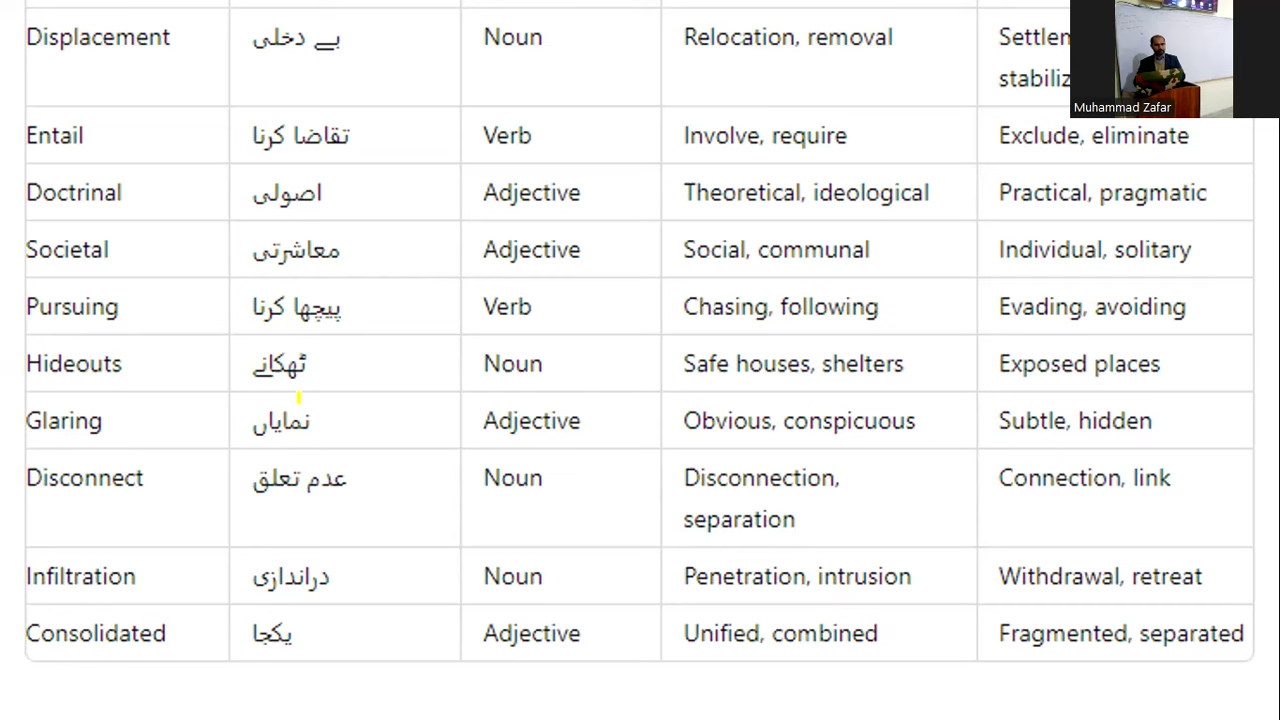 Displacement بے دخلی Noun Relocation, removal
Entail تقاضا کرنا Verb Involve, require Exclude, eliminate
Doctrinal اصولی Adjective Theoretical, ideological Practical, pragmatic
Societal معاشرتی Adjective Social, communal Individual, solitary
Pursuing پیچھا کرنا Verb Chasing, following Evading, avoiding
Hideouts ٹھکانے Noun Safe houses, shelters Exposed places
Glaring نمایاں Adjective Obvious, conspicuous Subtle, hidden
Disconnect عدم تعلق Noun Disconnection, Connection, link
separation
Infiltration دراندازی Noun Penetration, intrusion Withdrawal, retreat
Consolidated یکجا Adjective Unified, combined Fragmented, separated
Muhammad Zafar